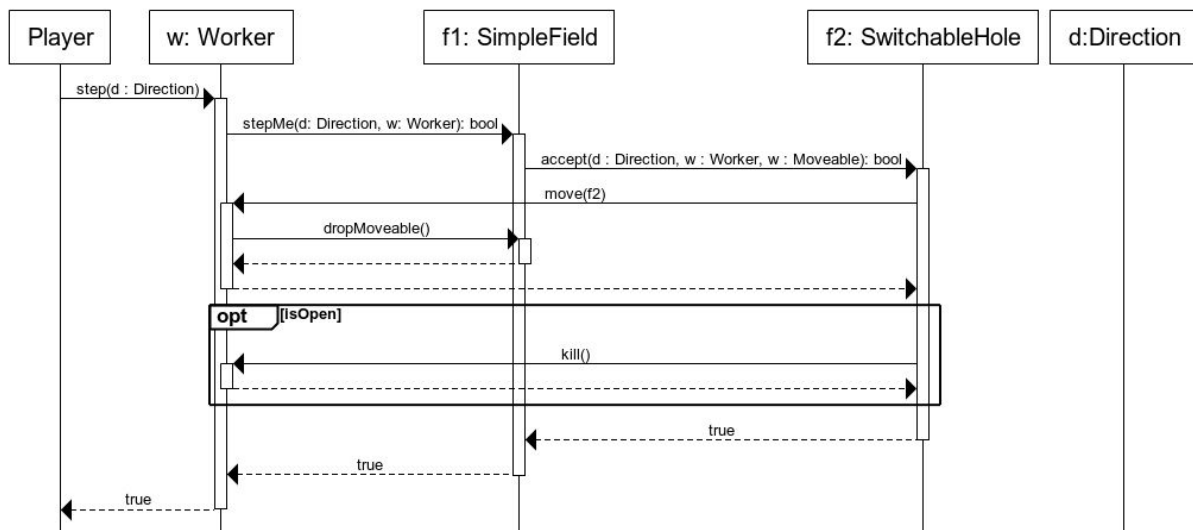 Player
w: Worker
f1: SimpleField
f2: SwitchableHole
d:Direction
step(d : Direction)
stepMe(d: Direction, w: Worker): bool
accept(d : Direction, w : Worker, w : Moveable): bool
move(f2)
dropMoveable()
opt [isOpen]
kill()
true
true
true